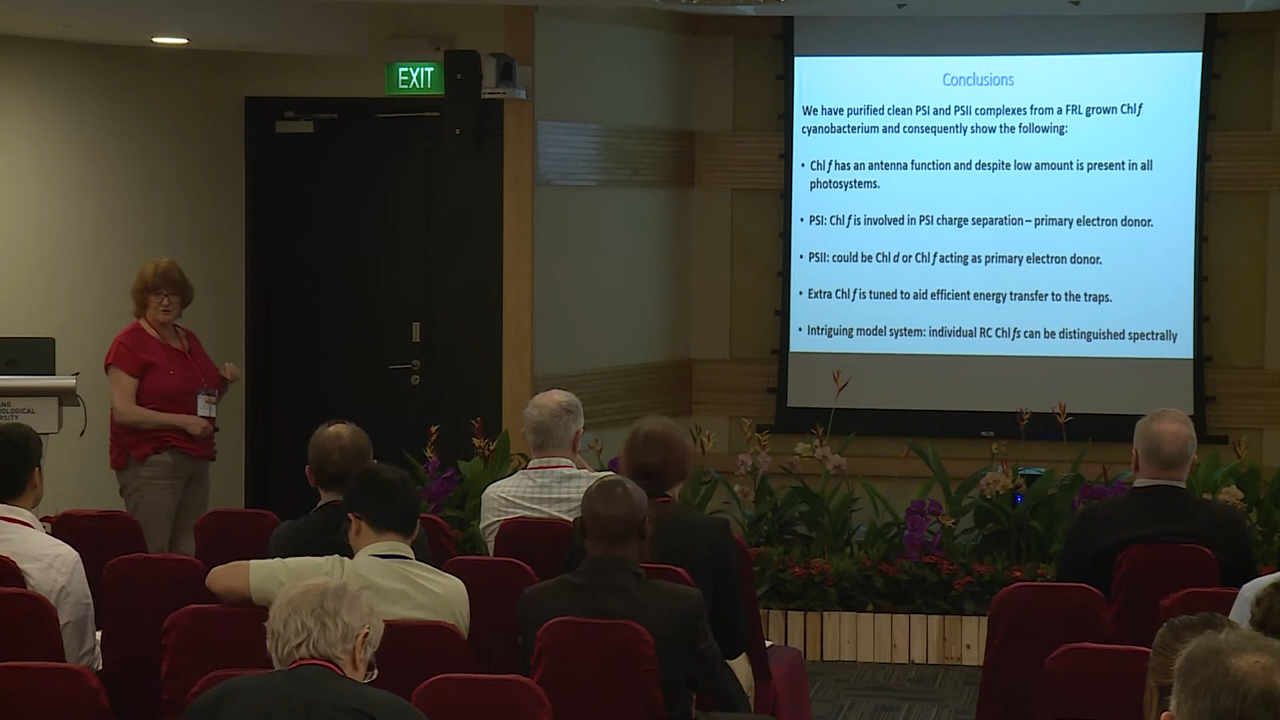 EXIT
Conclusions
We have purified clean PSI and PSII complexes from a FRL grown Chl f
cyanobacterium and consequently show the following:
• Chl f has an antenna function and despite low amount is present in all
photosystems.
• PSI: Chl f is involved in PSI charge separation – primary electron donor.
• PSII: could be Chl d or Chl f acting as primary electron donor.
• Extra Chl f is tuned to aid efficient energy transfer to the traps.
• Intriguing model system: individual RC Chl fs can be distinguished spectrally
ANG
NOLOGICAL
RSITY